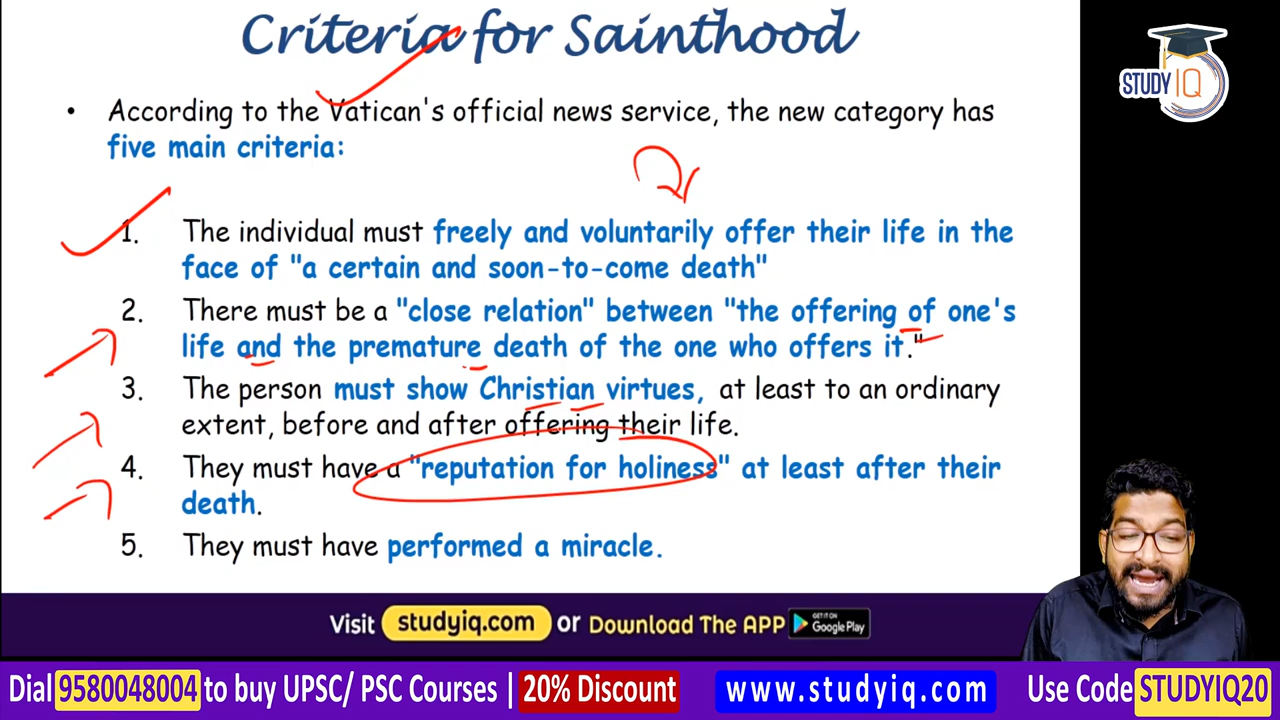 Criteria for Sainthood
STUDY IQ
• According to the Vatican's official news service, the new category has
five main criteria:
1. The individual must freely and voluntarily offer their life in the
face of "a certain and soon-to-come death"
2. There must be a "close relation" between "the offering of one's
life and the premature death of the one who offers it."
3. The person must show Christian virtues, at least to an ordinary
extent, before and after offering their life.
4. They must have a "reputation for holiness" at least after their
death.
5. They must have performed a miracle.
Visit studyiq.com or Download The APP GET IT ON Google Play
Dial 9580048004 to buy UPSC/ PSC Courses | 20% Discount www.studyiq.com Use Code STUDYIQ20